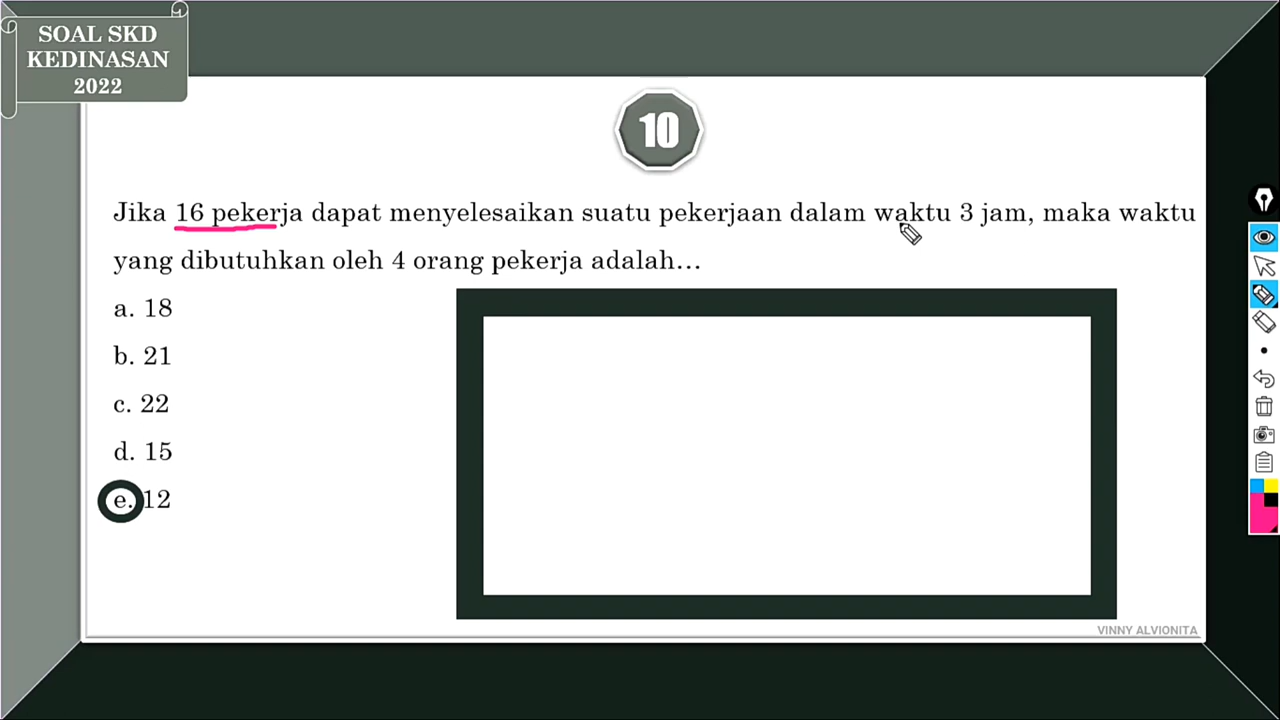 SOAL SKD
KEDINASAN
2022
10
Jika 16 pekerja dapat menyelesaikan suatu pekerjaan dalam waktu 3 jam, maka waktu
yang dibutuhkan oleh 4 orang pekerja adalah...
a. 18
b. 21
c. 22
d. 15
e. 12
VINNY ALVIONITA